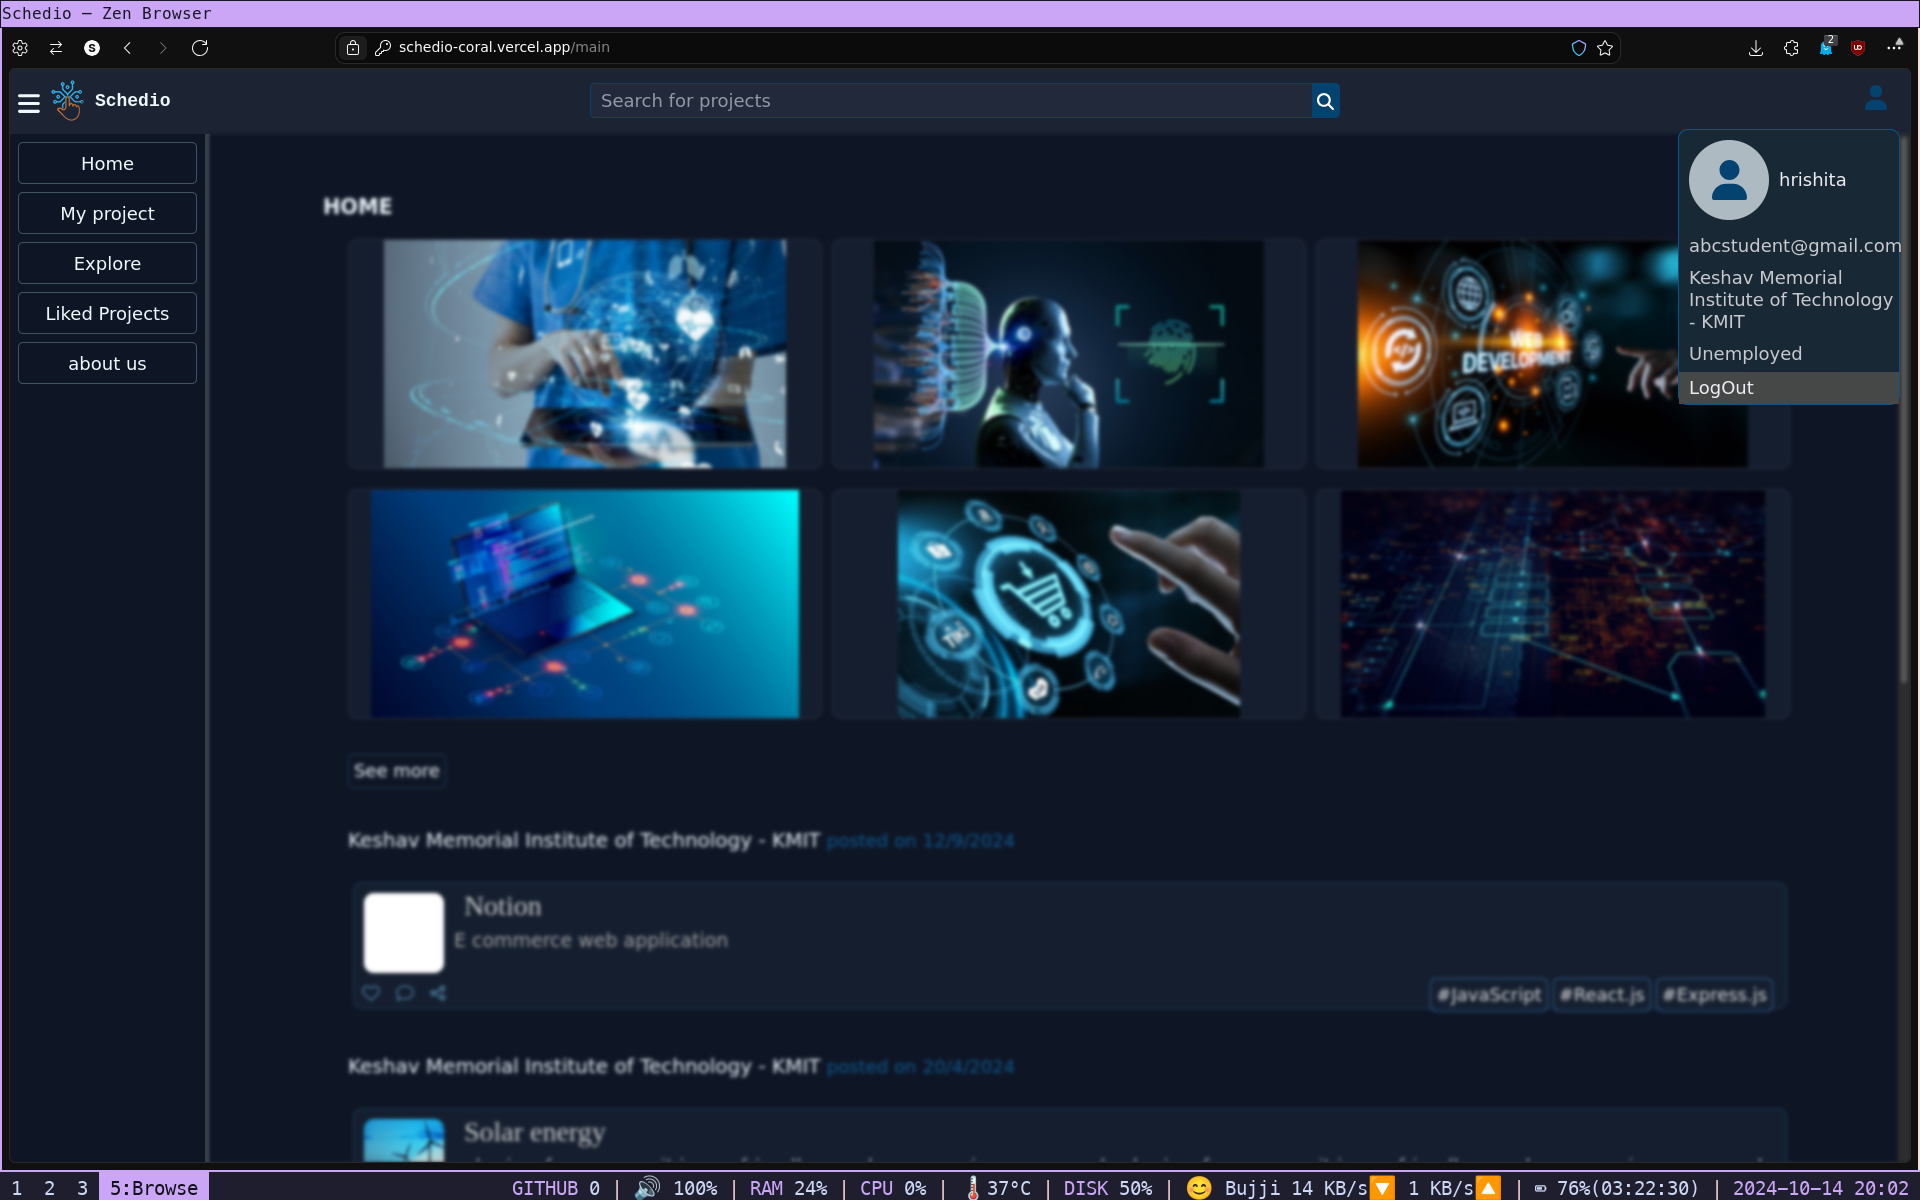 Schedio — Zen Browser
S
schedio-coral.vercel.app/main
2
Schedio
Search for projects
Home
My project
Explore
Liked Projects
about us
hrishita
abcstudent@gmail.com
Keshav Memorial
Institute of Technology
- KMIT
Unemployed
LogOut
HOME
WEB
DEVELOPMENT
See more
Keshav Memorial Institute of Technology - KMIT posted on 12/9/2024
Notion
E commerce web application
#JavaScript #React.js #Express.js
Keshav Memorial Institute of Technology - KMIT posted on 20/4/2024
Solar energy
1 2 3 5:Browse GITHUB 0 | 100% | RAM 24% | CPU 0% | 37°C | DISK 50% | Bujji 14 KB/s 1 KB/s | 76%(03:22:30) | 2024-10-14 20:02